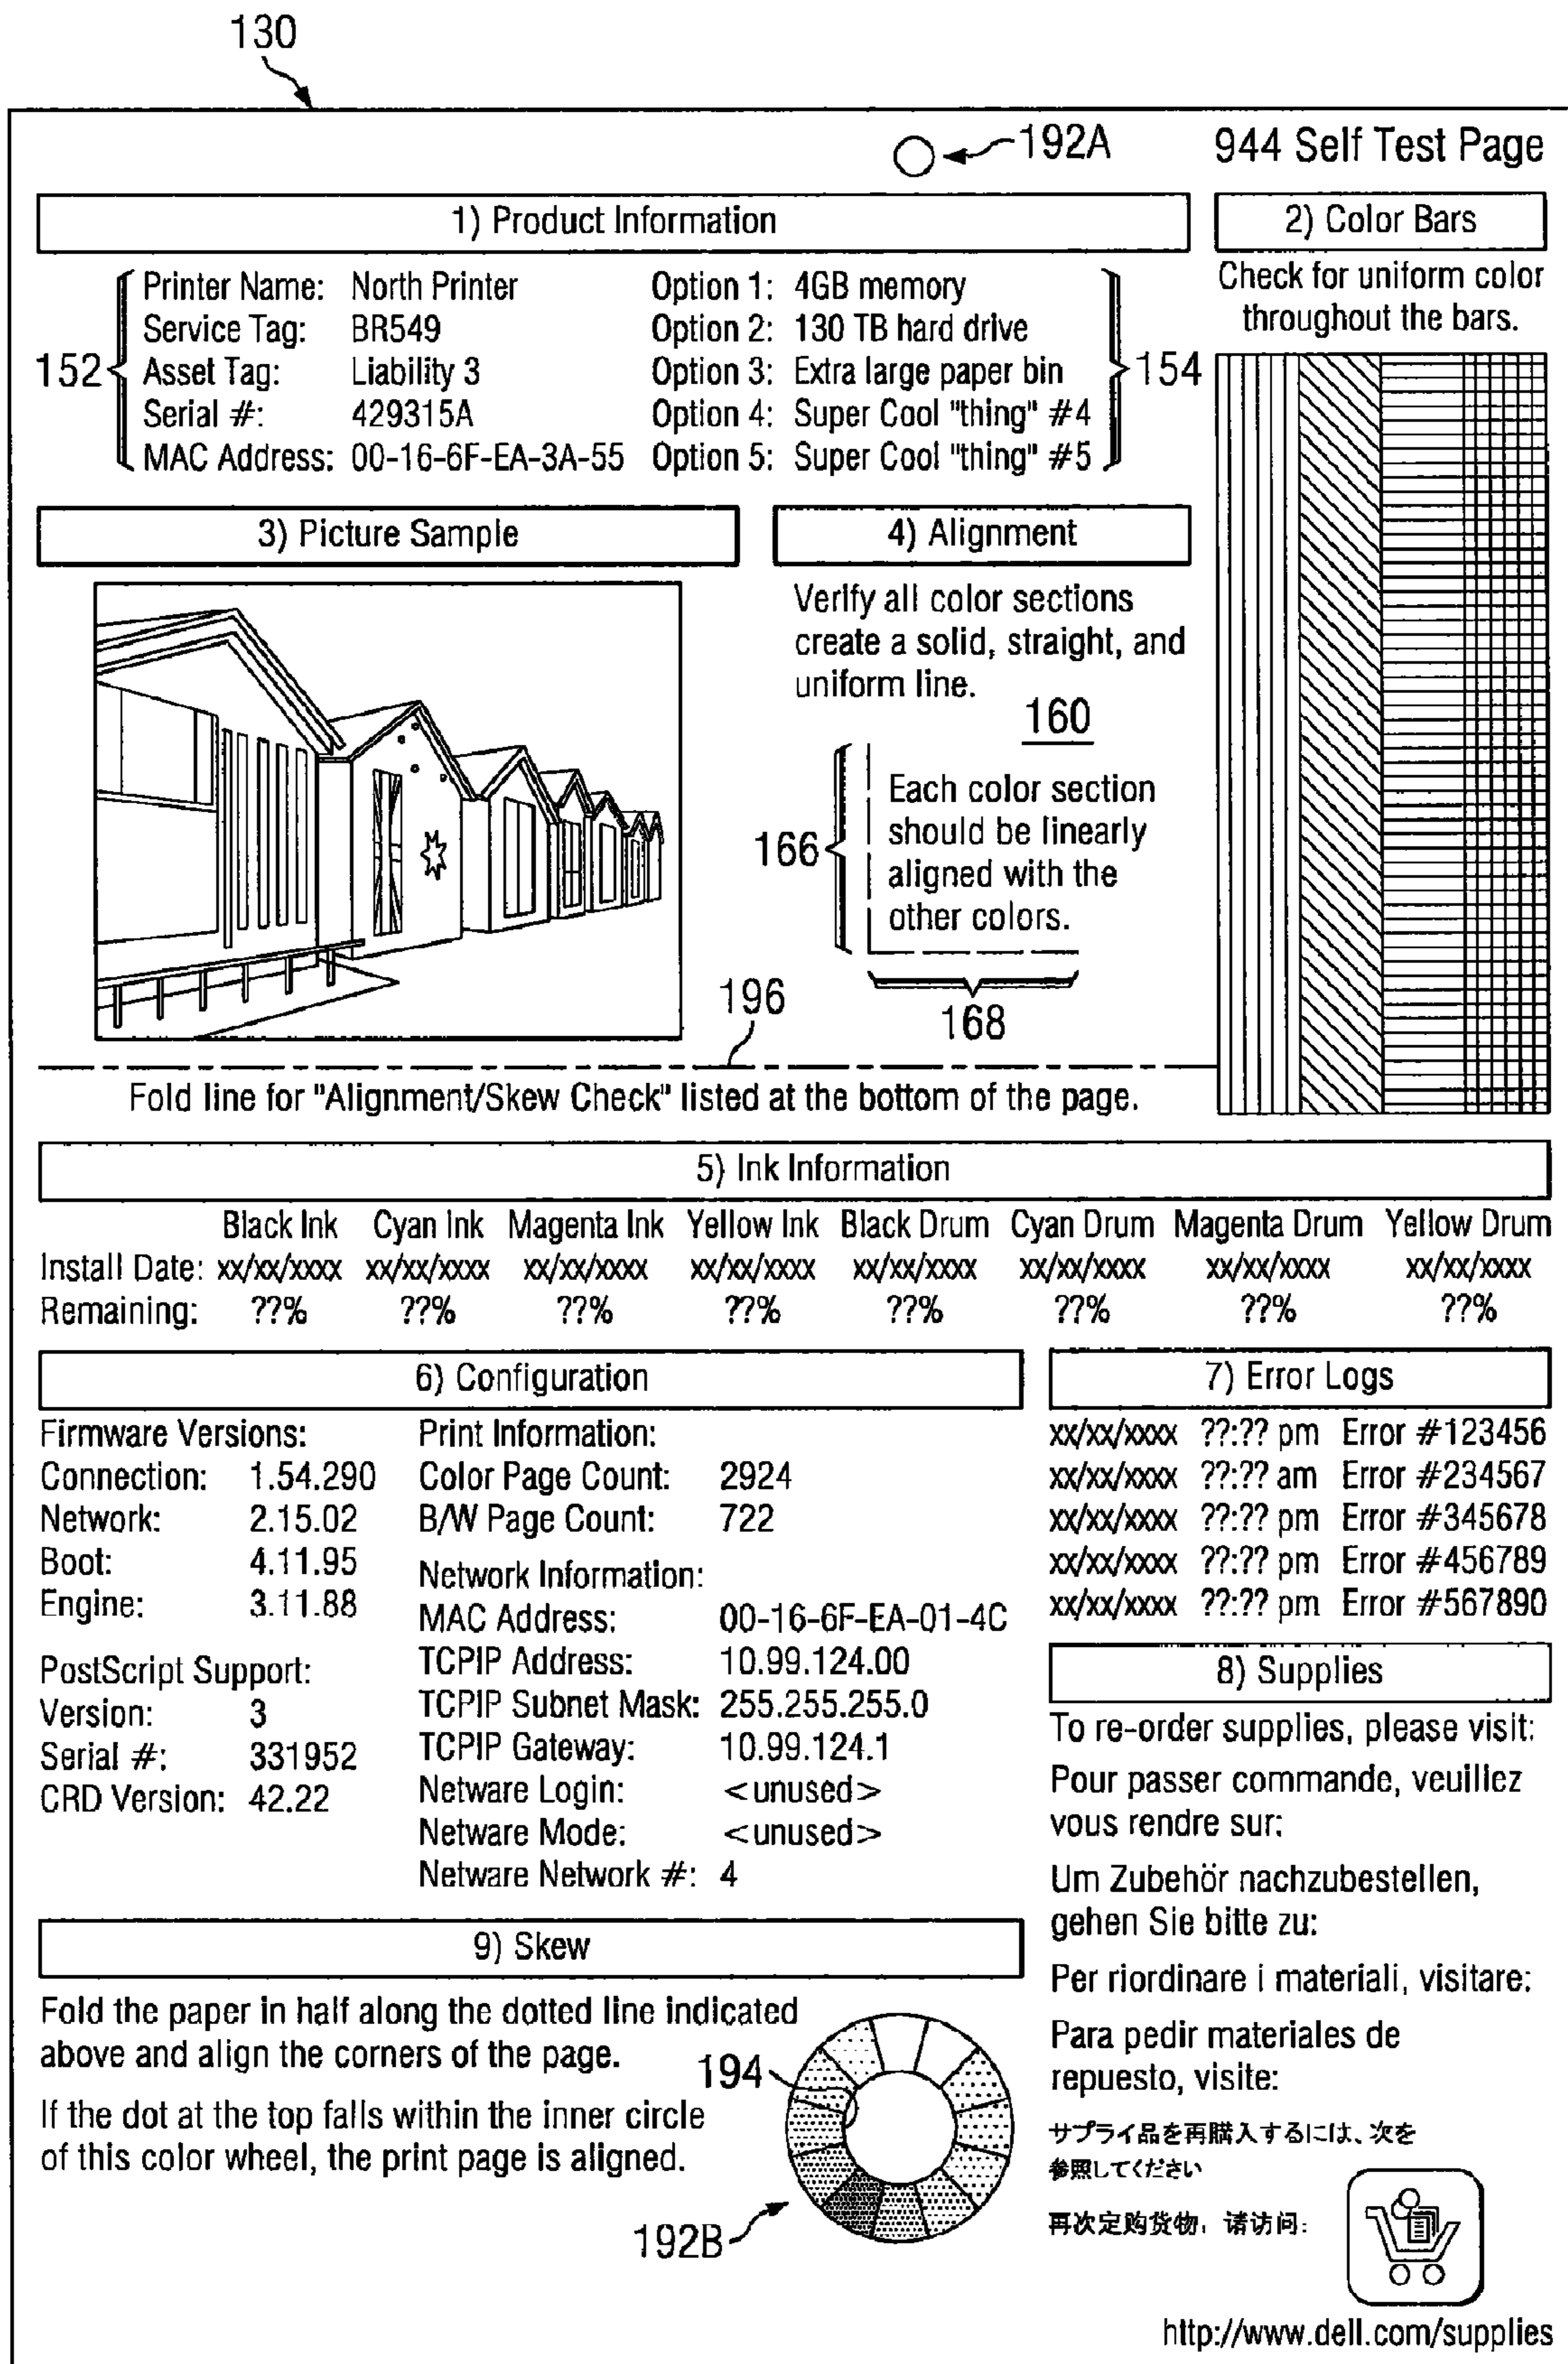 130
192A
944 Self Test Page
1) Product Information
152
Printer Name: North Printer
Service Tag: BR549
Asset Tag: Liability 3
Serial #: 429315A
MAC Address: 00-16-6F-EA-3A-55
Option 1: 4GB memory
Option 2: 130 TB hard drive
Option 3: Extra large paper bin
Option 4: Super Cool "thing" #4
Option 5: Super Cool "thing" #5
154
2) Color Bars
Check for uniform color
throughout the bars.
3) Picture Sample
4) Alignment
Verify all color sections
create a solid, straight, and
uniform line.
160
166
Each color section
should be linearly
aligned with the
other colors.
168
196
Fold line for "Alignment/Skew Check" listed at the bottom of the page.
5) Ink Information
Black Ink Cyan Ink Magenta Ink Yellow Ink Black Drum Cyan Drum Magenta Drum Yellow Drum
Install Date: xx/xx/xxxx xx/xx/xxxx xx/xx/xxxx xx/xx/xxxx xx/xx/xxxx xx/xx/xxxx xx/xx/xxxx xx/xx/xxxx
Remaining: ??% ??% ??% ??% ??% ??% ??% ??%
6) Configuration
Firmware Versions:
Connection: 1.54.290
Network: 2.15.02
Boot: 4.11.95
Engine: 3.11.88
PostScript Support:
Version: 3
Serial #: 331952
CRD Version: 42.22
Print Information:
Color Page Count: 2924
B/W Page Count: 722
Network Information:
MAC Address: 00-16-6F-EA-01-4C
TCPIP Address: 10.99.124.00
TCPIP Subnet Mask: 255.255.255.0
TCPIP Gateway: 10.99.124.1
Netware Login: <unused>
Netware Mode: <unused>
Netware Network #: 4
7) Error Logs
xx/xx/xxxx ??:?? pm Error #123456
xx/xx/xxxx ??:?? am Error #234567
xx/xx/xxxx ??:?? pm Error #345678
xx/xx/xxxx ??:?? pm Error #456789
xx/xx/xxxx ??:?? pm Error #567890
8) Supplies
To re-order supplies, please visit:
Pour passer commande, veuillez
vous rendre sur:
Um Zubehör nachzubestellen,
gehen Sie bitte zu:
Per riordinare i materiali, visitare:
Para pedir materiales de
repuesto, visite:
サプライ品を再購入するには、次を
参照してください
再次定购货物，请访问：
http://www.dell.com/supplies
9) Skew
Fold the paper in half along the dotted line indicated
above and align the corners of the page.
If the dot at the top falls within the inner circle
of this color wheel, the print page is aligned.
194
192B